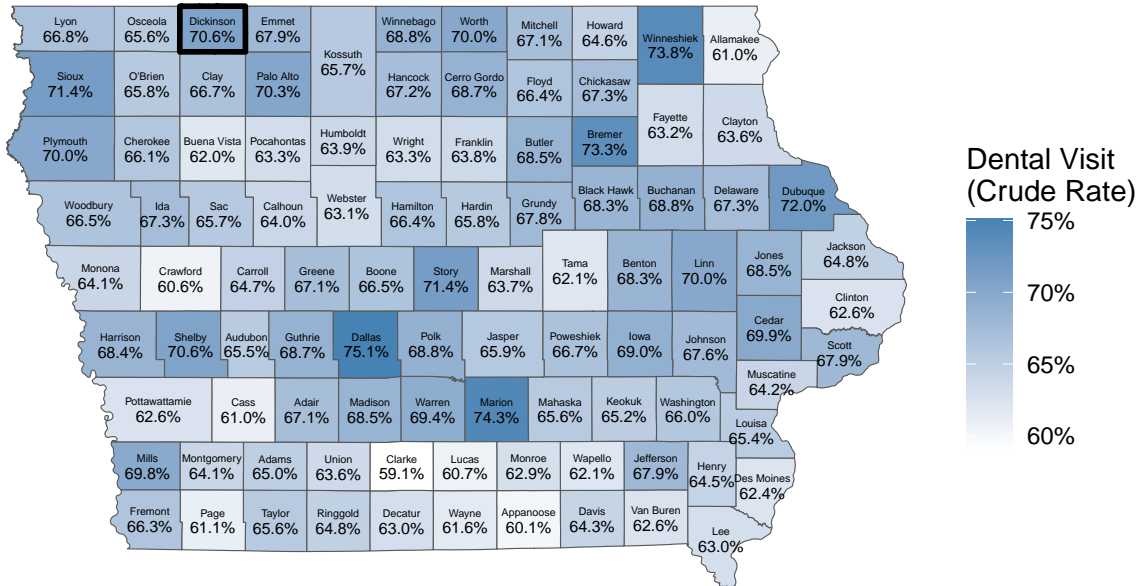 Lyon
66.8%
Osceola
65.6%
Dickinson
70.6%
Emmet
67.9%
Kossuth
65.7%
Winnebago
68.8%
Worth
70.0%
Mitchell
67.1%
Howard
64.6%
Winneshiek
73.8%
Allamakee
61.0%
Sioux
71.4%
O'Brien
65.8%
Clay
66.7%
Palo Alto
70.3%
Hancock
67.2%
Cerro Gordo
68.7%
Floyd
66.4%
Chickasaw
67.3%
Fayette
63.2%
Clayton
63.6%
Plymouth
70.0%
Cherokee
66.1%
Buena Vista
62.0%
Pocahontas
63.3%
Humboldt
63.9%
Wright
63.3%
Franklin
63.8%
Butler
68.5%
Bremer
73.3%
Woodbury
66.5%
Ida
67.3%
Sac
65.7%
Calhoun
64.0%
Webster
63.1%
Hamilton
66.4%
Hardin
65.8%
Grundy
67.8%
Black Hawk
68.3%
Buchanan
68.8%
Delaware
67.3%
Dubuque
72.0%
Monona
64.1%
Crawford
60.6%
Carroll
64.7%
Greene
67.1%
Boone
66.5%
Story
71.4%
Marshall
63.7%
Tama
62.1%
Benton
68.3%
Linn
70.0%
Jones
68.5%
Jackson
64.8%
Clinton
62.6%
Harrison
68.4%
Shelby
70.6%
Audubon
65.5%
Guthrie
68.7%
Dallas
75.1%
Polk
68.8%
Jasper
65.9%
Poweshiek
66.7%
Iowa
69.0%
Johnson
67.6%
Cedar
69.9%
Scott
67.9%
Muscatine
64.2%
Pottawattamie
62.6%
Cass
61.0%
Adair
67.1%
Madison
68.5%
Warren
69.4%
Marion
74.3%
Mahaska
65.6%
Keokuk
65.2%
Washington
66.0%
Louisa
65.4%
Mills
69.8%
Montgomery
64.1%
Adams
65.0%
Union
63.6%
Clarke
59.1%
Lucas
60.7%
Monroe
62.9%
Wapello
62.1%
Jefferson
67.9%
Henry
64.5%
Des Moines
62.4%
Fremont
66.3%
Page
61.1%
Taylor
65.6%
Ringgold
64.8%
Decatur
63.0%
Wayne
61.6%
Appanoose
60.1%
Davis
64.3%
Van Buren
62.6%
Lee
63.0%
Dental Visit
(Crude Rate)
75%
70%
65%
60%